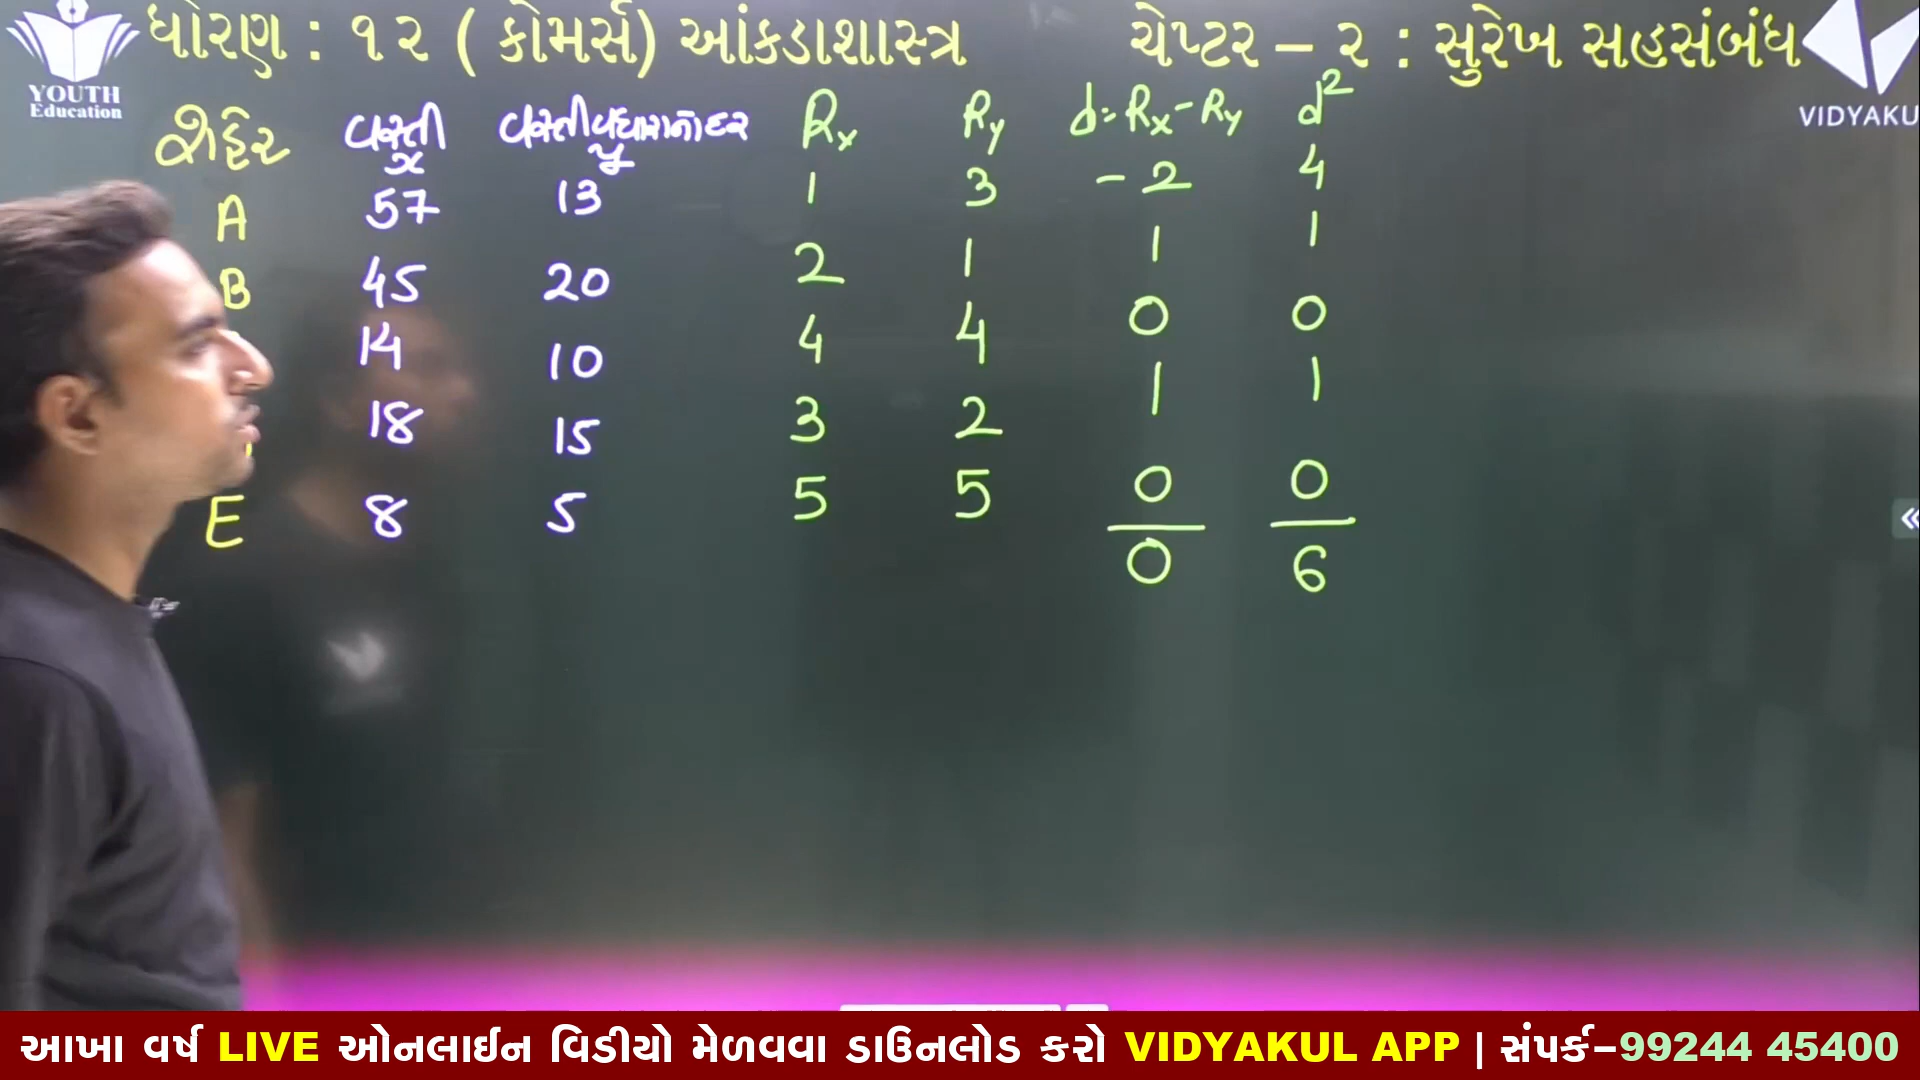 ધોરણ : ૧૨ ( કોમર્સ) આંકડાશાસ્ત્ર ચેપ્ટર – ૨ : સુરેખ સહસંબંધ
YOUTH
Education
VIDYAKU
શહેર વસ્તી વસ્તીવધારાનો દર Rx Ry d = Rx - Ry d²
x y
A 57 13 1 3 -2 4
B 45 20 2 1 1 1
14 10 4 4 0 0
18 15 3 2 1 1
E 8 5 5 5 0 0
0 6
આખા વર્ષ LIVE ઓનલાઈન વિડીયો મેળવવા ડાઉનલોડ કરો VIDYAKUL APP | સંપર્ક–99244 45400